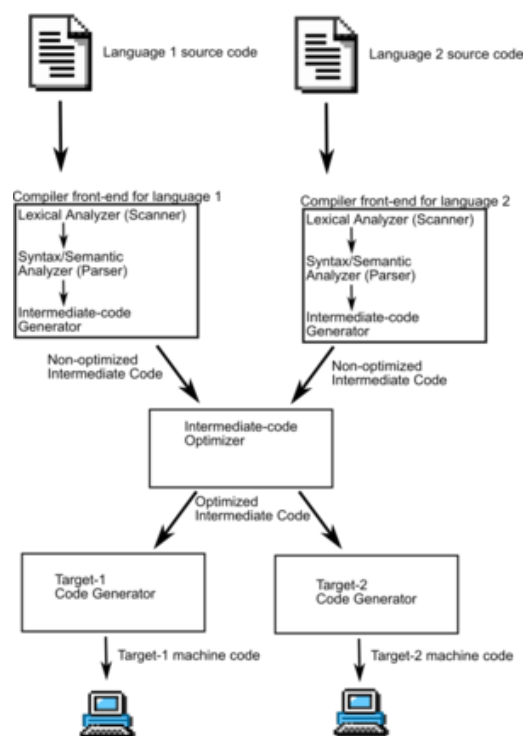 Language 1 source code
Language 2 source code
Compiler front-end for language 1
Lexical Analyzer (Scanner)
Syntax/Semantic
Analyzer (Parser)
Intermediate-code
Generator
Compiler front-end for language 2
Lexical Analyzer (Scanner)
Syntax/Semantic
Analyzer (Parser)
Intermediate-code
Generator
Non-optimized
Intermediate Code
Non-optimized
Intermediate Code
Intermediate-code
Optimizer
Optimized
Intermediate Code
Target-1
Code Generator
Target-2
Code Generator
Target-1 machine code
Target-2 machine code